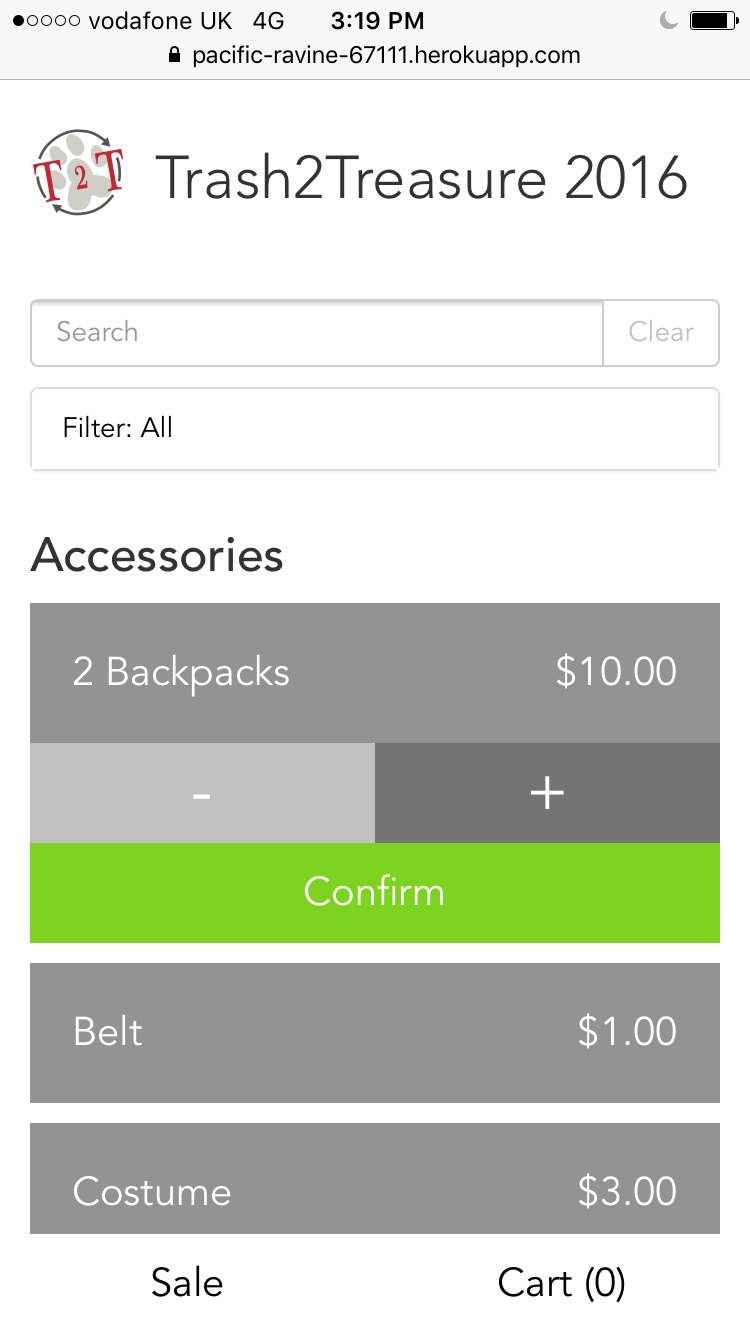 vodafone UK 4G 3:19 PM
pacific-ravine-67111.herokuapp.com
T2T Trash2Treasure 2016
Search Clear
Filter: All
Accessories
2 Backpacks $10.00
- +
Confirm
Belt $1.00
Costume $3.00
Sale Cart (0)